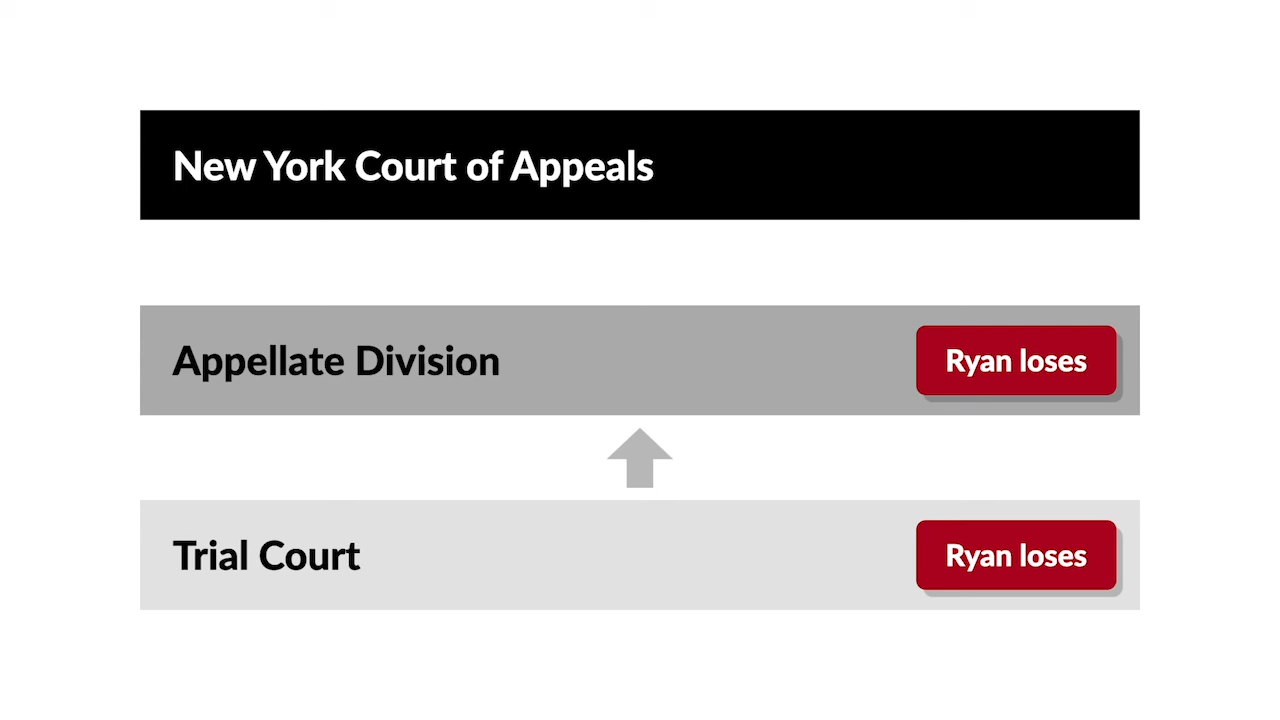 New York Court of Appeals
Appellate Division
Ryan loses
Trial Court
Ryan loses